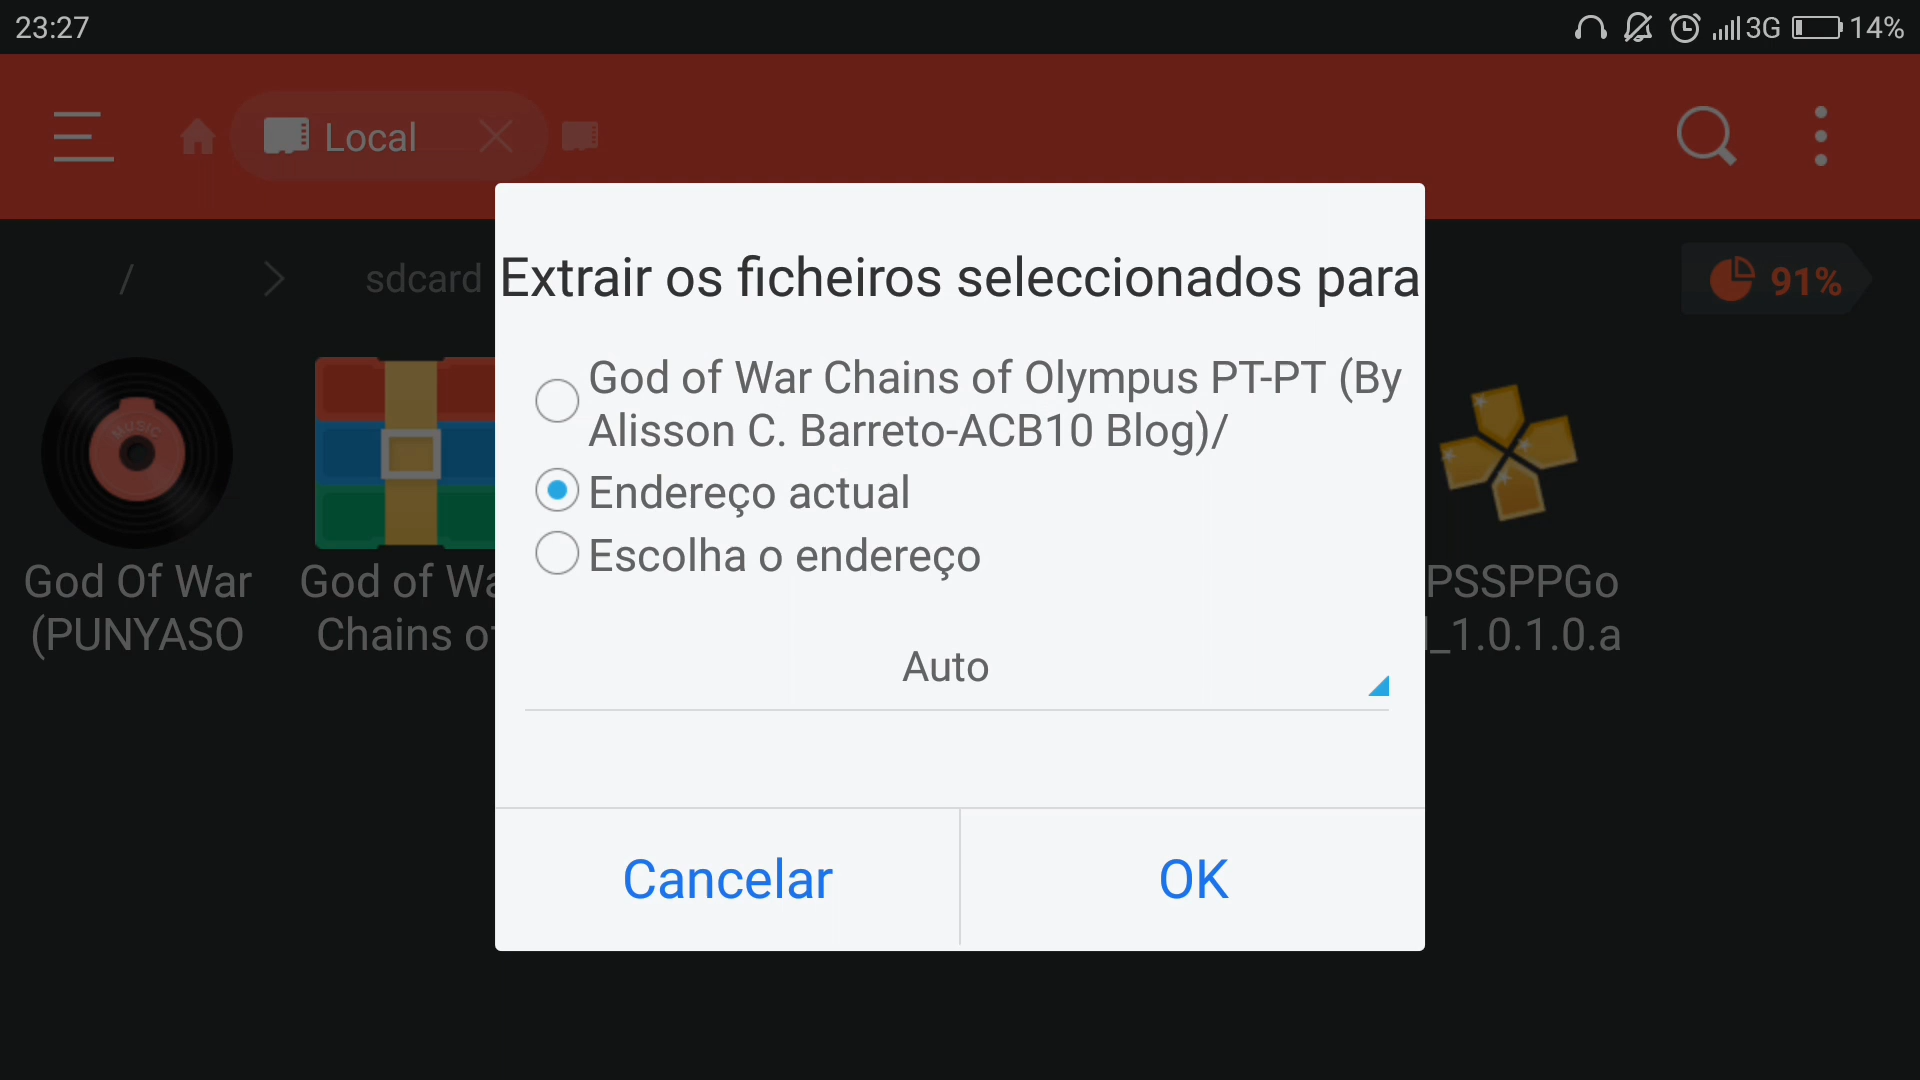 23:27
3G
14%
Local
/
sdcard
91%
Extrair os ficheiros seleccionados para
God of War Chains of Olympus PT-PT (By
Alisson C. Barreto-ACB10 Blog)/
Endereço actual
Escolha o endereço
Auto
Cancelar
OK
MUSIC
God Of War
(PUNYASO
God of Wa
Chains of
PSSPPGo
_1.0.1.0.a